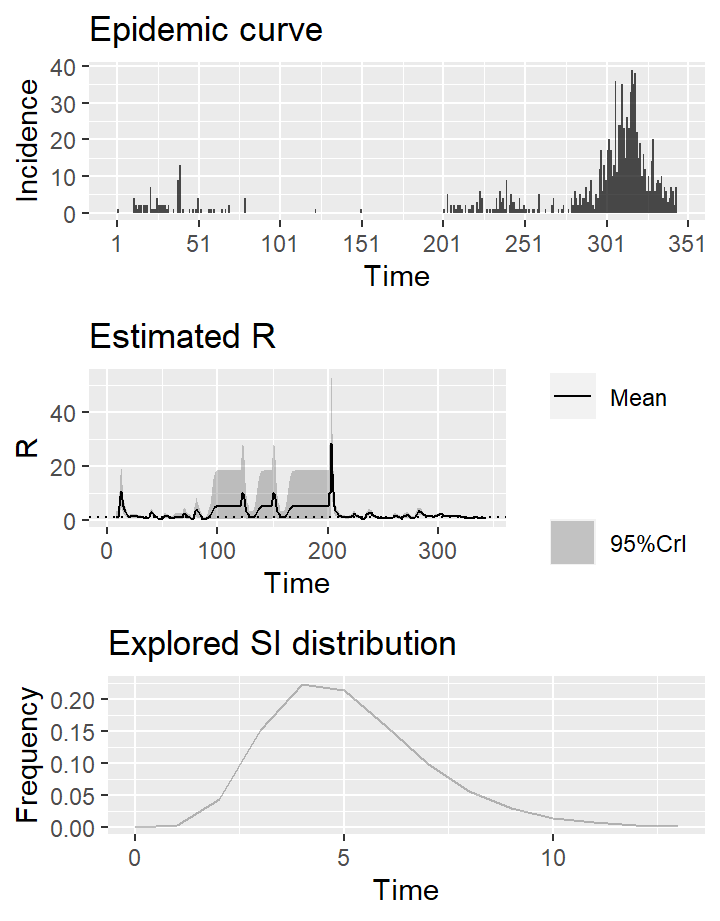 Epidemic curve
40
30
20
10
0
Incidence
1 51 101 151 201 251 301 351
Time
Estimated R
40
20
0
R
0 100 200 300
Time
Mean
95%CrI
Explored SI distribution
0.20
0.15
0.10
0.05
0.00
Frequency
0 5 10
Time